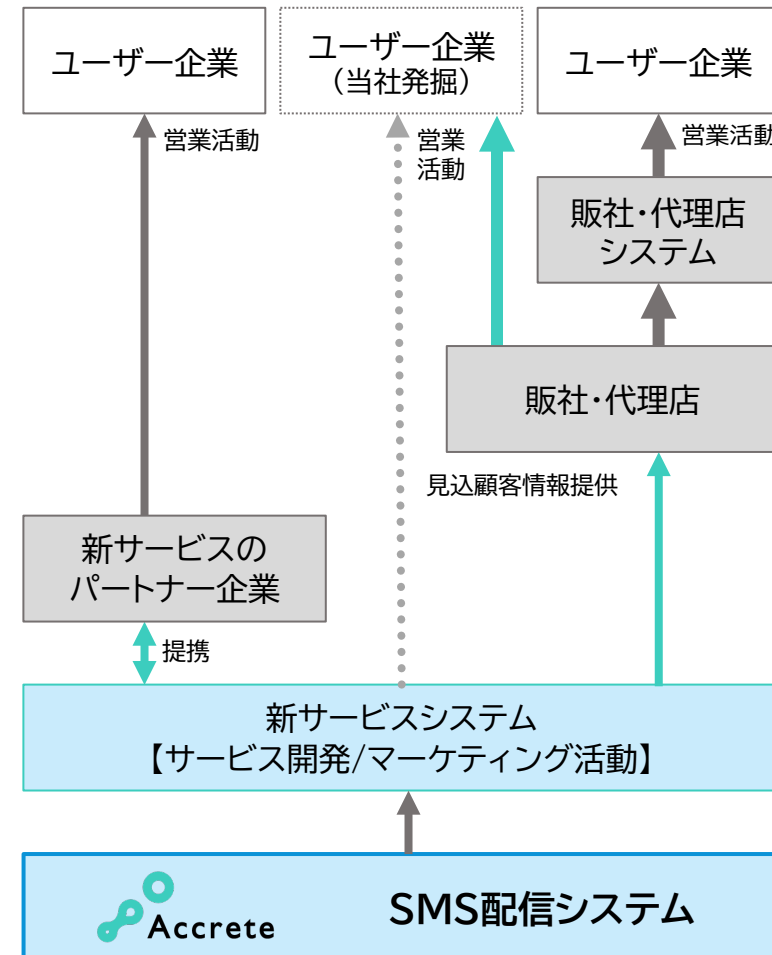 ユーザー企業
ユーザー企業
（当社発掘）
ユーザー企業
営業活動
営業
活動
営業活動
販社・代理店
システム
販社・代理店
見込顧客情報提供
新サービスの
パートナー企業
提携
新サービスシステム
【サービス開発/マーケティング活動】
Accrete
SMS配信システム